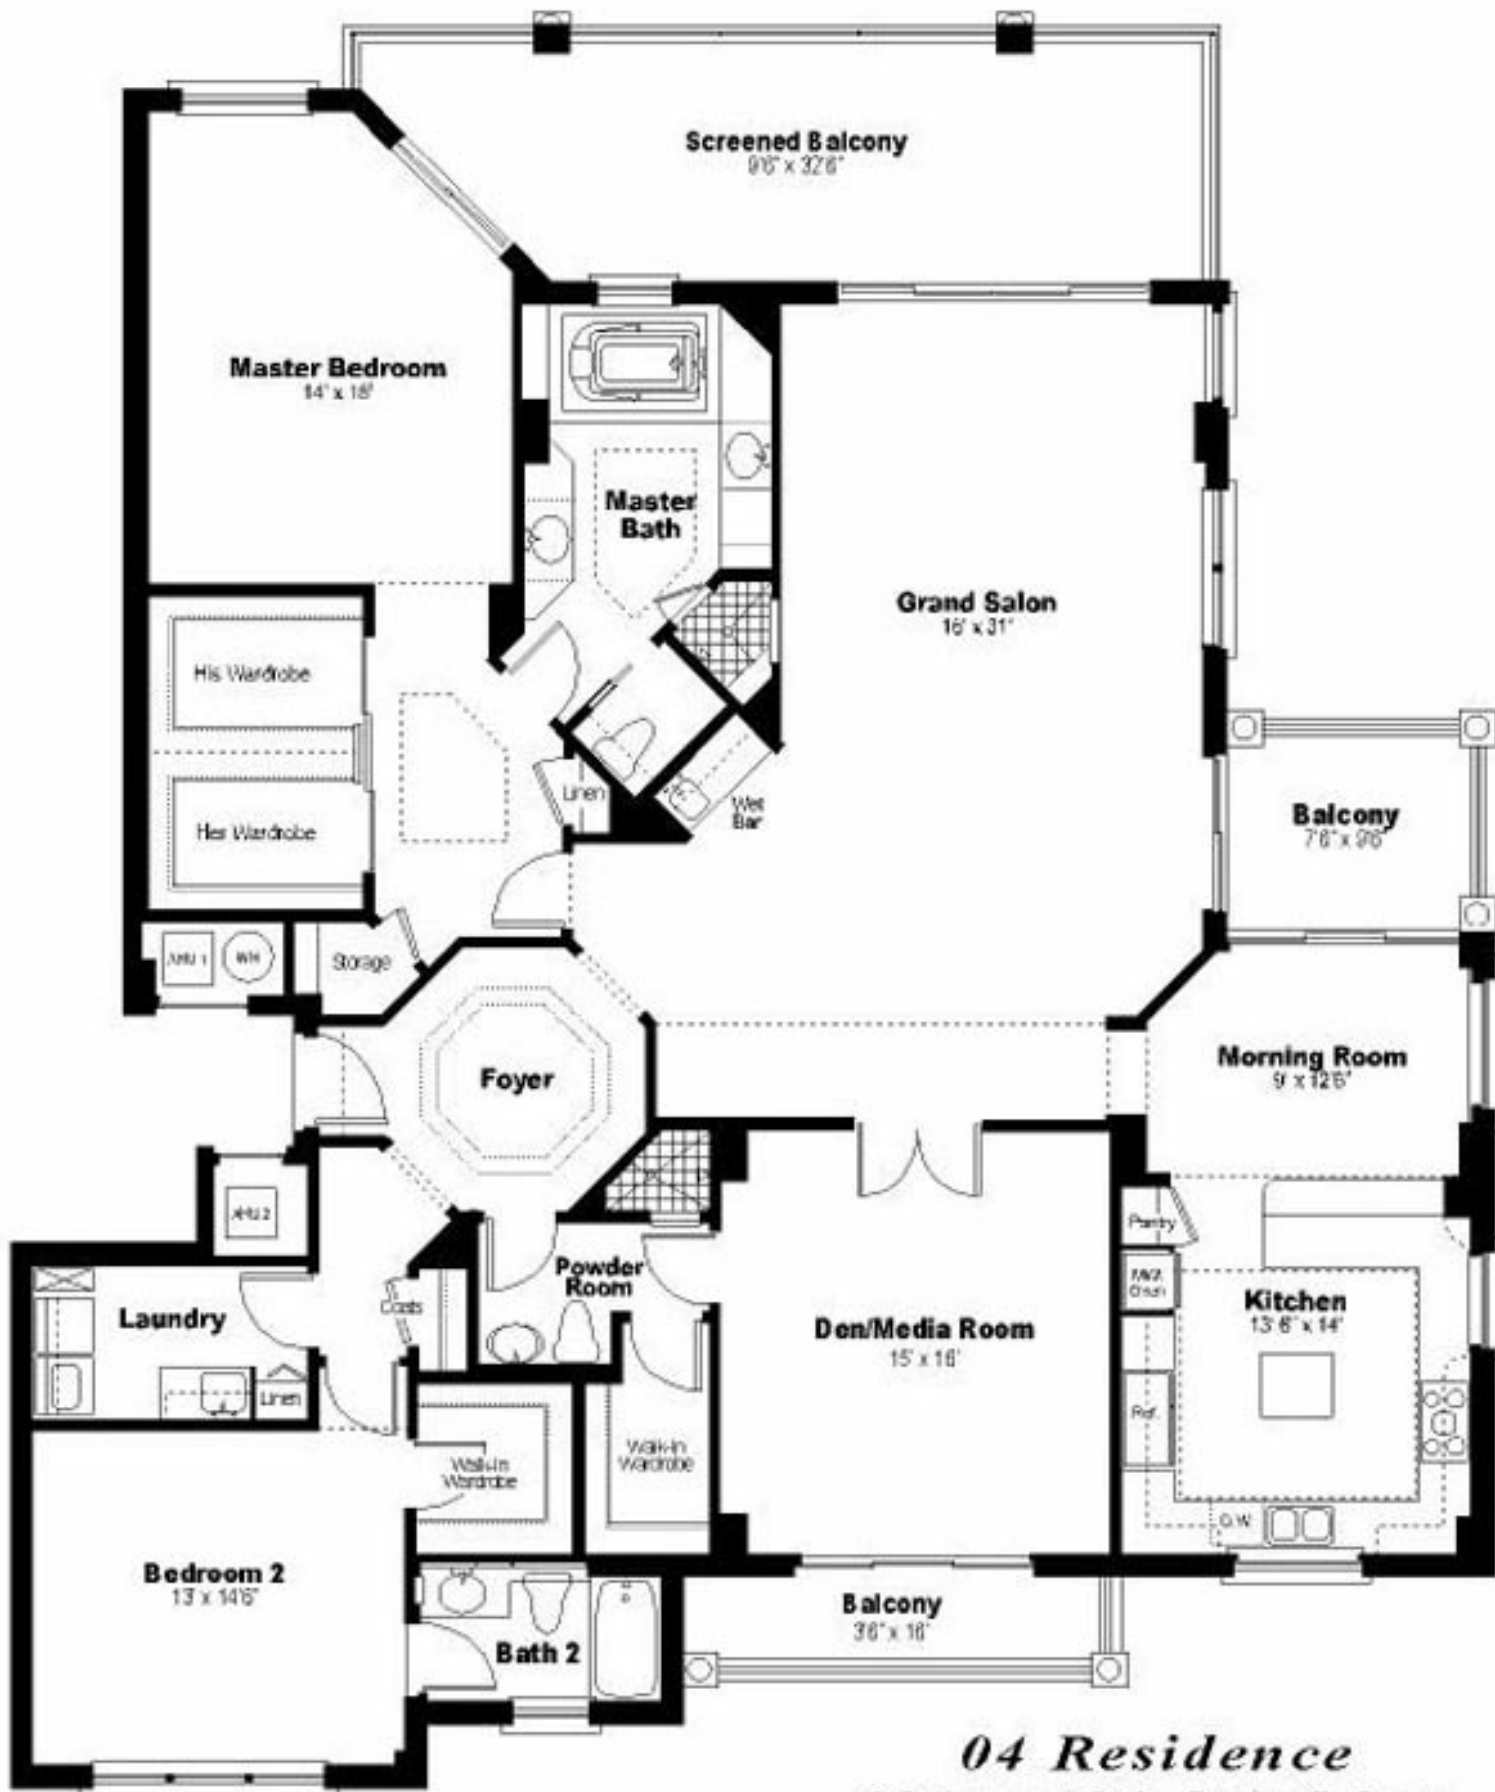 Screened Balcony
9'6" x 32'6"
Master Bedroom
14' x 18'
Master
Bath
Grand Salon
16' x 31'
His Wardrobe
Her Wardrobe
Linen
Wet
Bar
Balcony
7'6" x 9'6"
AHU 1
WH
Storage
Foyer
Morning Room
9' x 12'6"
AHU 2
Pantry
Powder
Room
Laundry
Coats
Kitchen
13'6" x 14'
Den/Media Room
15' x 16'
Linen
Ref.
Walk-In
Wardrobe
Walk-In
Wardrobe
D.W.
Bedroom 2
13' x 14'6"
Balcony
3'6" x 16'
Bath 2
04 Residence